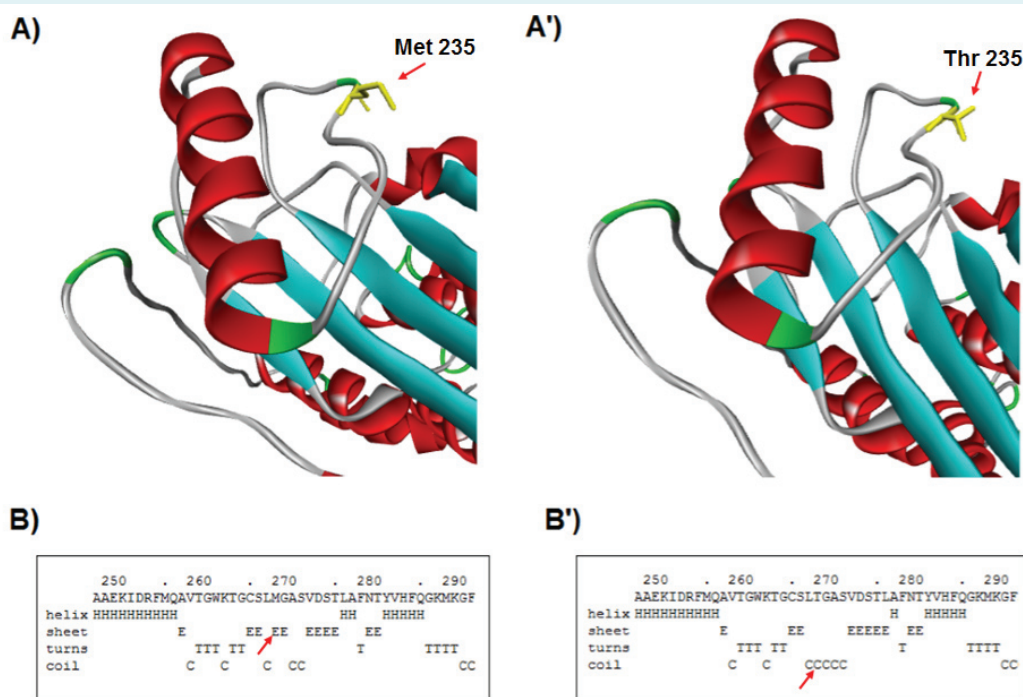 A)
Met 235
A')
Thr 235
B)
250 . 260 . 270 . 280 . 290
AAEKIDRFMQAVTGWKTGCSLMGASVDSTLAFNTYVHFQGKMKGF
helix HHHHHHHHHH HH HHHHH
sheet E EE EE EEEE EE
turns TTT TT T TTTT
coil C C C CC CC
B')
250 . 260 . 270 . 280 . 290
AAEKIDRFMQAVTGWKTGCSLTGASVDSTLAFNTYVHFQGKMKGF
helix HHHHHHHHHH H HHHHH
sheet E EE EEEEE EE
turns TTT TT T TTTT
coil C C CCCCC CC